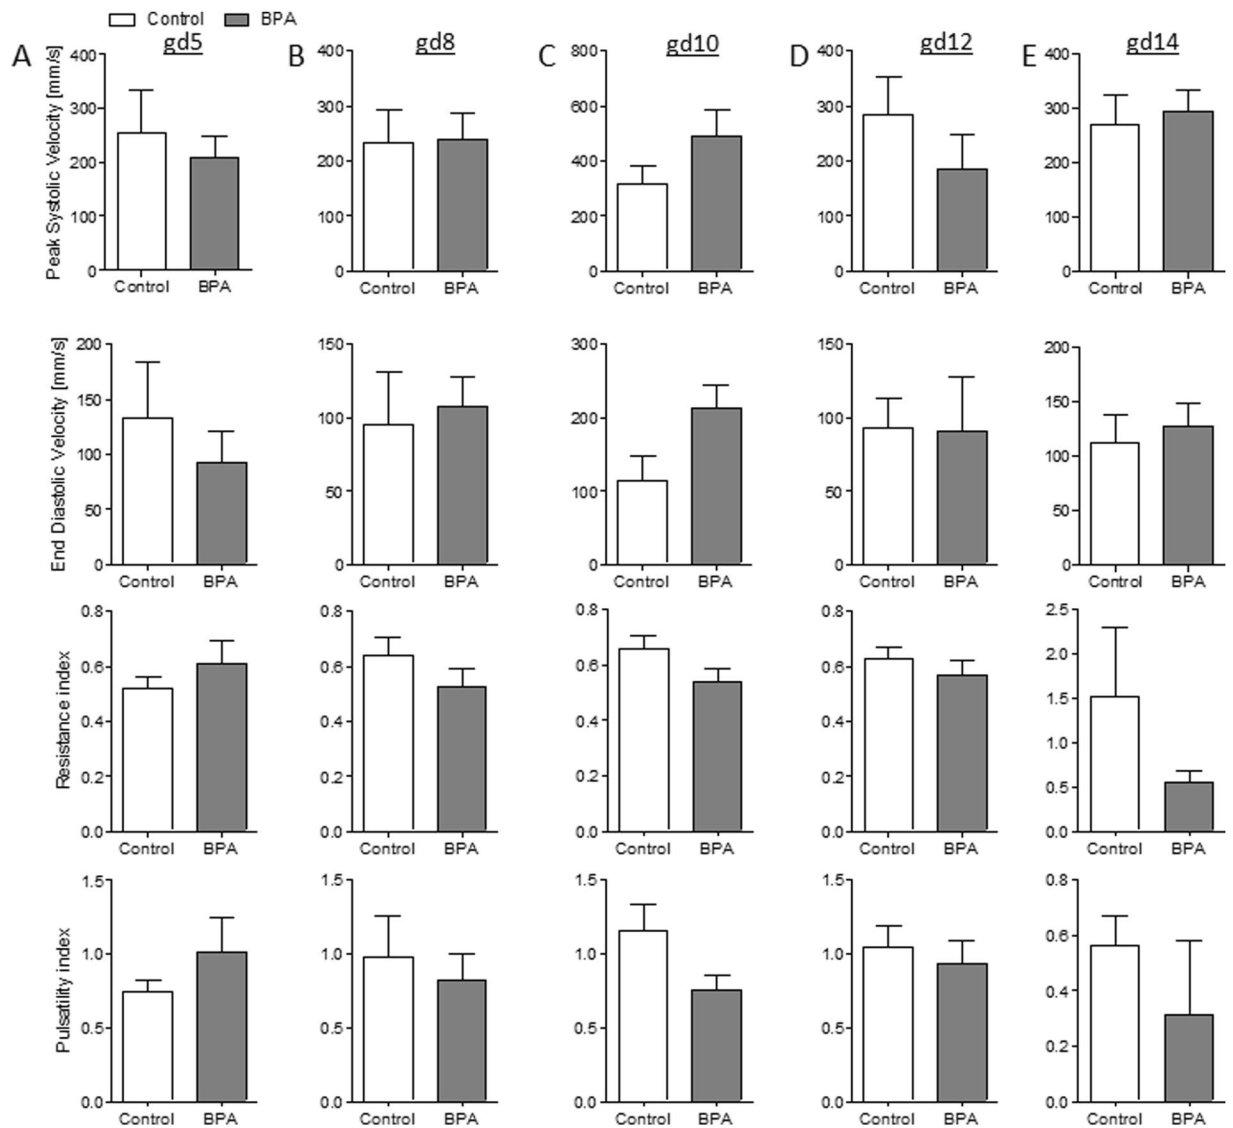 Control BPA
A gd5 B gd8 C gd10 D gd12 E gd14
Peak Systolic Velocity [mm/s]
400 400 800 400 400
300 300 600 300 300
200 200 400 200 200
100 100 200 100 100
0 0 0 0 0
Control BPA Control BPA Control BPA Control BPA Control BPA
End Diastolic Velocity [mm/s]
200 150 300 150 200
150 100 200 100 150
100 50 100 50 100
50 0 0 0 50
0 0
Control BPA Control BPA Control BPA Control BPA Control BPA
Resistance index
0.8 0.8 0.8 0.8 2.5
0.6 0.6 0.6 0.6 2.0
0.4 0.4 0.4 0.4 1.5
0.2 0.2 0.2 0.2 1.0
0.0 0.0 0.0 0.0 0.5
0.0
Control BPA Control BPA Control BPA Control BPA Control BPA
Pulsatility index
1.5 1.5 1.5 1.5 0.8
1.0 1.0 1.0 1.0 0.6
0.5 0.5 0.5 0.5 0.4
0.0 0.0 0.0 0.0 0.2
0.0
Control BPA Control BPA Control BPA Control BPA Control BPA